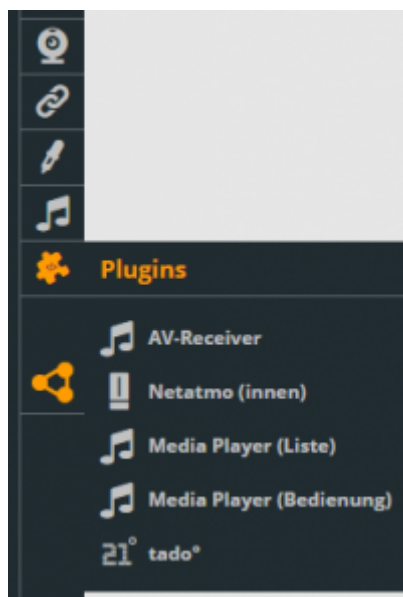 Plugins
AV-Receiver
Netatmo (innen)
Media Player (Liste)
Media Player (Bedienung)
21° tado°